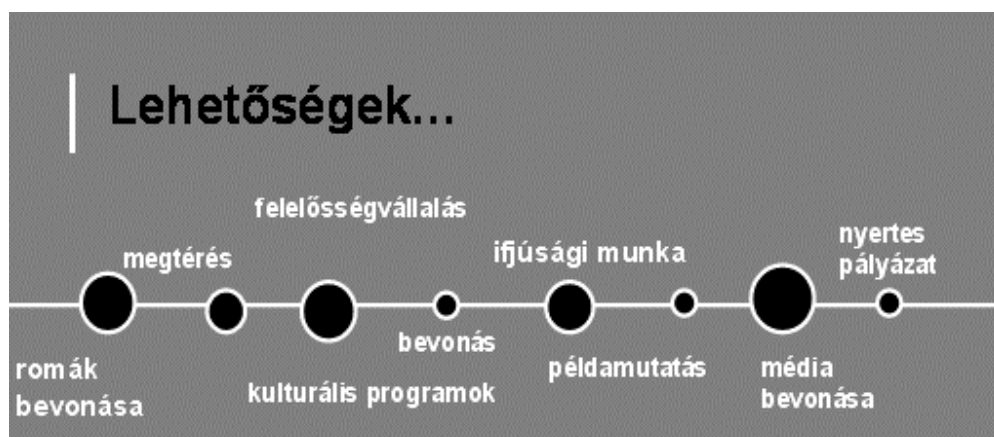 Lehetőségek...
felelősségvállalás
megtérés
ifjúsági munka
nyertes
pályázat
romák
bevonása
kulturális programok
bevonás
példamutatás
média
bevonása